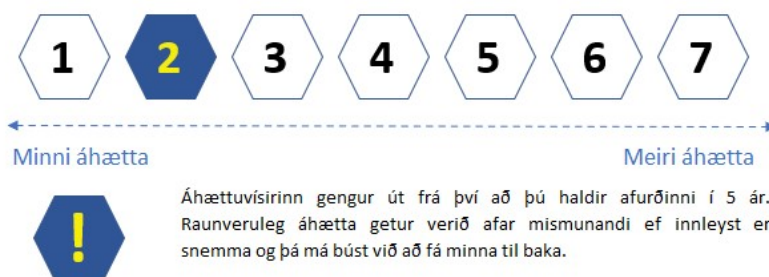 1 2 3 4 5 6 7
Minni áhætta Meiri áhætta
!
Áhættuvísirinn gengur út frá því að þú haldir afurðinni í 5 ár.
Raunveruleg áhætta getur verið afar mismunandi ef innleyst er
snemma og þá má búst við að fá minna til baka.